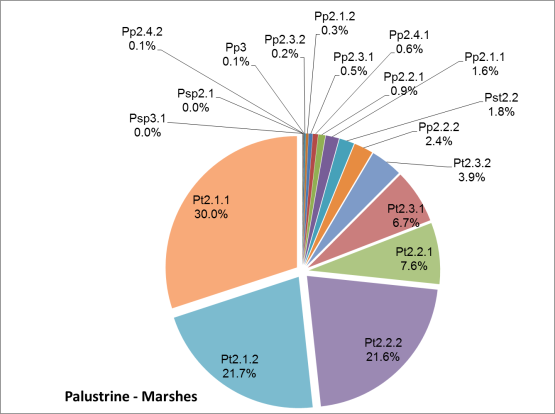 Pp2.1.2
0.3%
Pp2.4.2
0.1%
Pp3
0.1%
Pp2.3.2
0.2%
Pp2.4.1
0.6%
Pp2.3.1
0.5%
Pp2.1.1
1.6%
Pp2.2.1
0.9%
Psp2.1
0.0%
Pst2.2
1.8%
Psp3.1
0.0%
Pp2.2.2
2.4%
Pt2.3.2
3.9%
Pt2.1.1
30.0%
Pt2.3.1
6.7%
Pt2.2.1
7.6%
Pt2.2.2
21.6%
Pt2.1.2
21.7%
Palustrine - Marshes